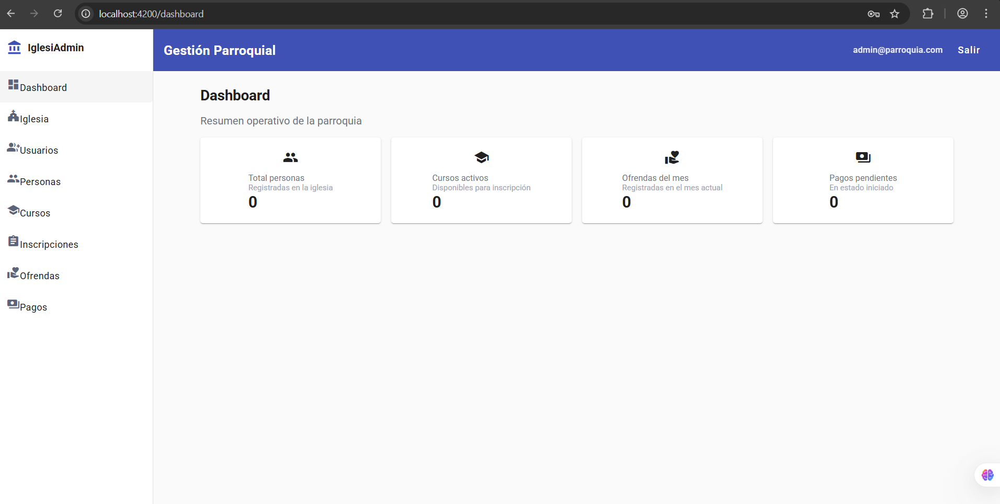 localhost:4200/dashboard
IglesiAdmin
Gestión Parroquial
admin@parroquia.com
Salir
Dashboard
Iglesia
Usuarios
Personas
Cursos
Inscripciones
Ofrendas
Pagos
Dashboard
Resumen operativo de la parroquia
Total personas
Registradas en la iglesia
0
Cursos activos
Disponibles para inscripción
0
Ofrendas del mes
Registradas en el mes actual
0
Pagos pendientes
En estado iniciado
0